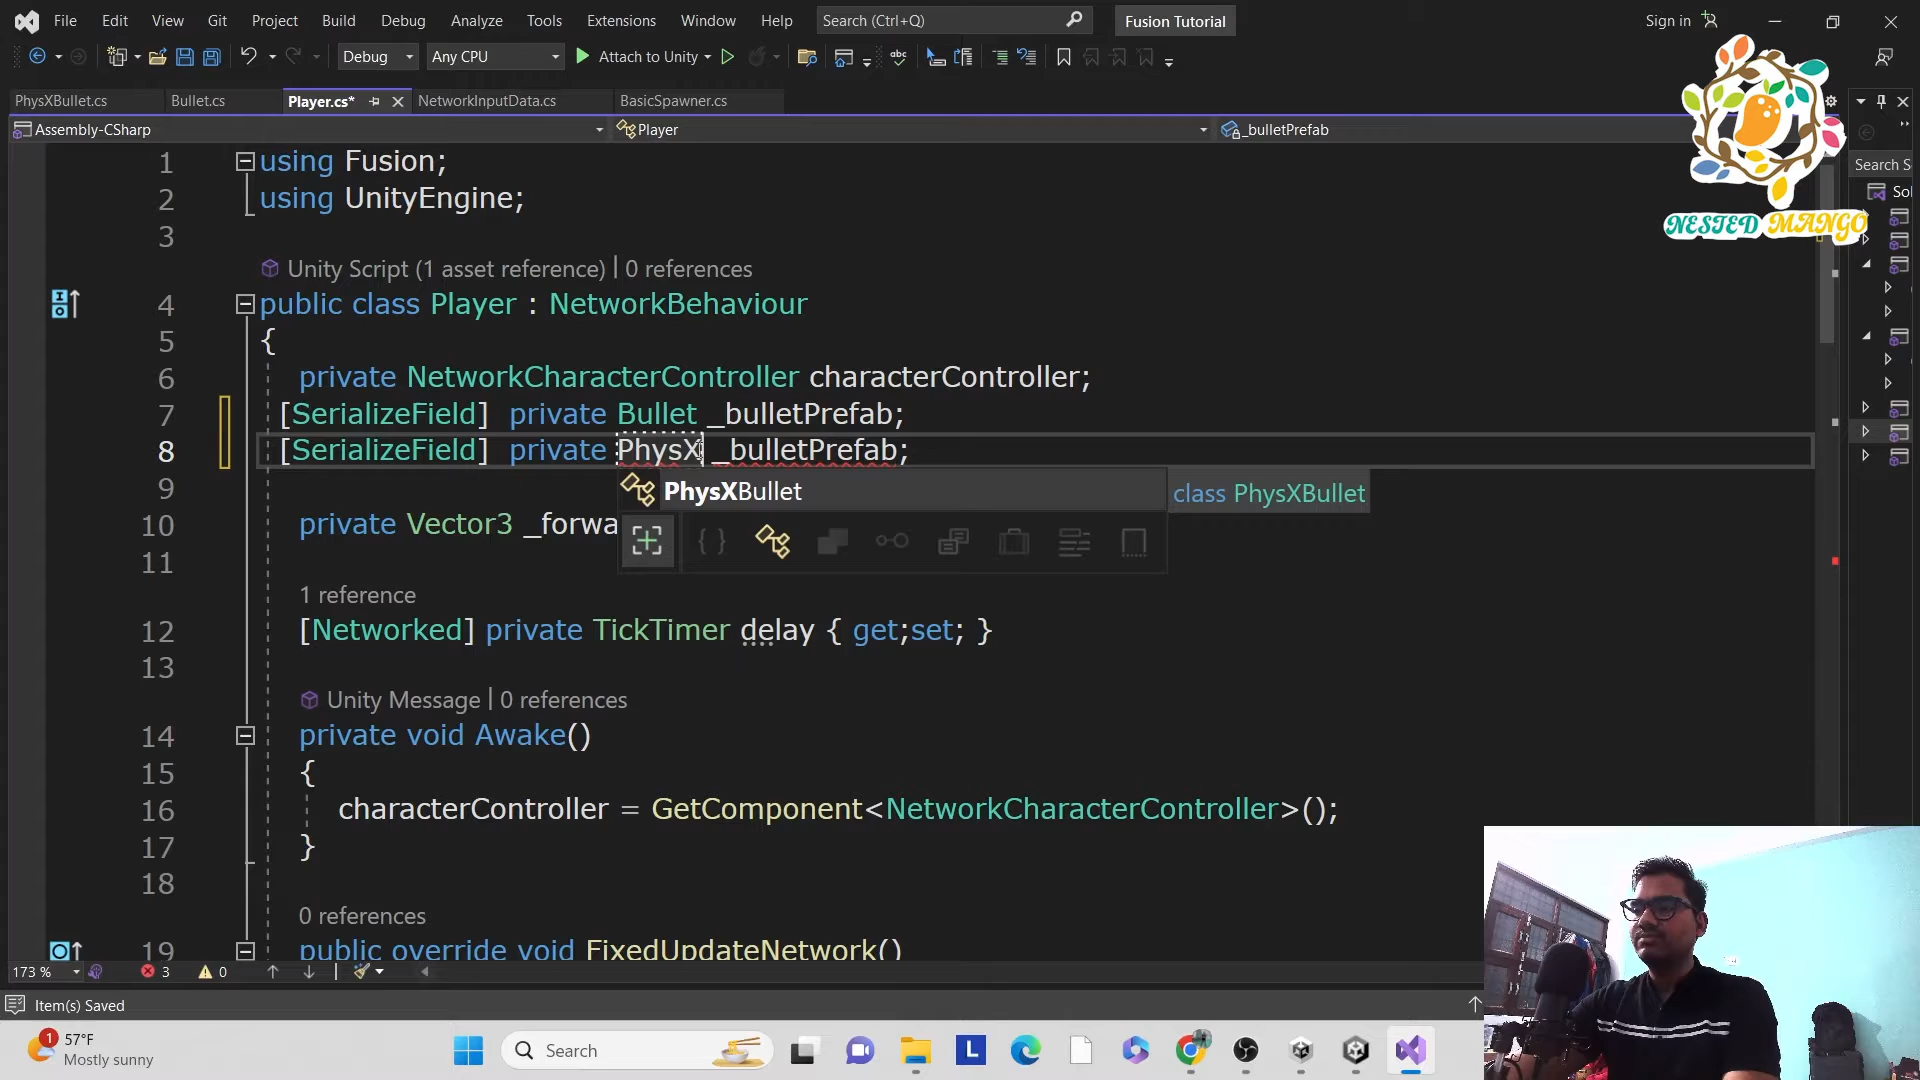 File Edit View Git Project Build Debug Analyze Tools Extensions Window Help Search (Ctrl+Q) Fusion Tutorial Sign in
Debug Any CPU Attach to Unity abc
PhysXBullet.cs Bullet.cs Player.cs* NetworkInputData.cs BasicSpawner.cs
Assembly-CSharp Player _bulletPrefab
NESTED MANGO
Search S
Sol
1 using Fusion;
2 using UnityEngine;
3
Unity Script (1 asset reference) | 0 references
4 public class Player : NetworkBehaviour
5 {
6 private NetworkCharacterController characterController;
7 [SerializeField] private Bullet _bulletPrefab;
8 [SerializeField] private PhysX _bulletPrefab;
9 PhysXBullet class PhysXBullet
10 private Vector3 _forwa
11
1 reference
12 [Networked] private TickTimer delay { get;set; }
13
Unity Message | 0 references
14 private void Awake()
15 {
16 characterController = GetComponent<NetworkCharacterController>();
17 }
18
0 references
19 public override void FixedUpdateNetwork()
173 % 3 0
Item(s) Saved
1 57°F
Mostly sunny
Search
L